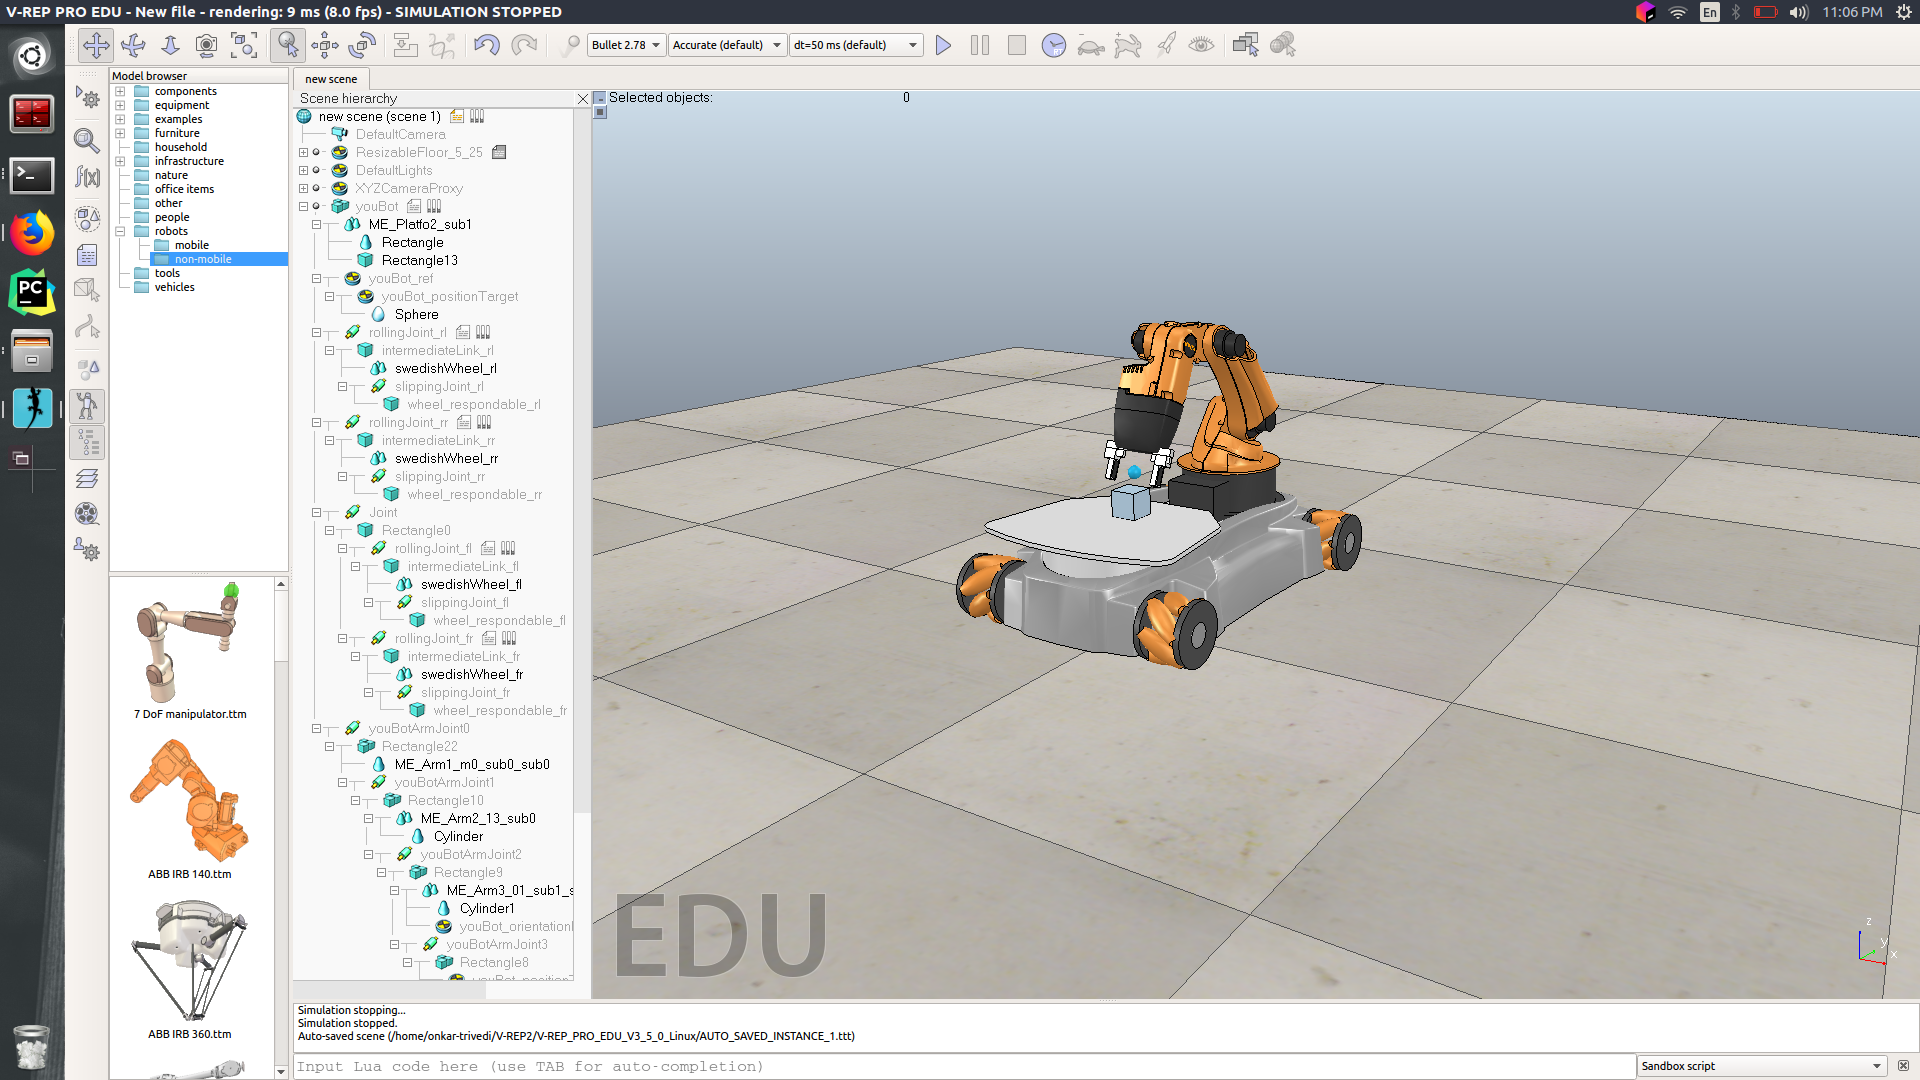 V-REP PRO EDU - New file - rendering: 9 ms (8.0 fps) - SIMULATION STOPPED
En
11:06 PM
Bullet 2.78
Accurate (default)
dt=50 ms (default)
RT
f(x)
PC
Model browser
components
equipment
examples
furniture
household
infrastructure
nature
office items
other
people
robots
mobile
non-mobile
tools
vehicles
7 DoF manipulator.ttm
ABB IRB 140.ttm
ABB IRB 360.ttm
new scene
Scene hierarchy
new scene (scene 1)
DefaultCamera
ResizableFloor_5_25
DefaultLights
XYZCameraProxy
youBot
ME_Platfo2_sub1
Rectangle
Rectangle13
youBot_ref
youBot_positionTarget
Sphere
rollingJoint_rl
intermediateLink_rl
swedishWheel_rl
slippingJoint_rl
wheel_respondable_rl
rollingJoint_rr
intermediateLink_rr
swedishWheel_rr
slippingJoint_rr
wheel_respondable_rr
Joint
Rectangle0
rollingJoint_fl
intermediateLink_fl
swedishWheel_fl
slippingJoint_fl
wheel_respondable_fl
rollingJoint_fr
intermediateLink_fr
swedishWheel_fr
slippingJoint_fr
wheel_respondable_fr
youBotArmJoint0
Rectangle22
ME_Arm1_m0_sub0_sub0
youBotArmJoint1
Rectangle10
ME_Arm2_13_sub0
Cylinder
youBotArmJoint2
Rectangle9
ME_Arm3_01_sub1_s
Cylinder1
youBot_orientation
youBotArmJoint3
Rectangle8
Selected objects: 0
EDU
z
y
x
Simulation stopping...
Simulation stopped.
Auto-saved scene (/home/onkar-trivedi/V-REP2/V-REP_PRO_EDU_V3_5_0_Linux/AUTO_SAVED_INSTANCE_1.ttt)
Input Lua code here (use TAB for auto-completion)
Sandbox script